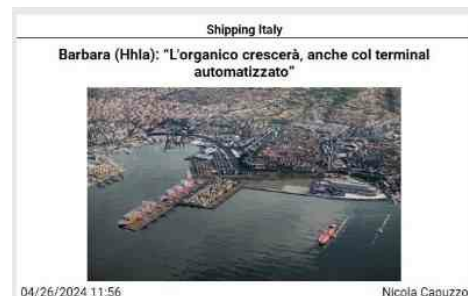 Shipping Italy
Barbara (Hhla): "L'organico crescerà, anche col terminal
automatizzato"
04/26/2024 11:56
Nicola Capuzzo